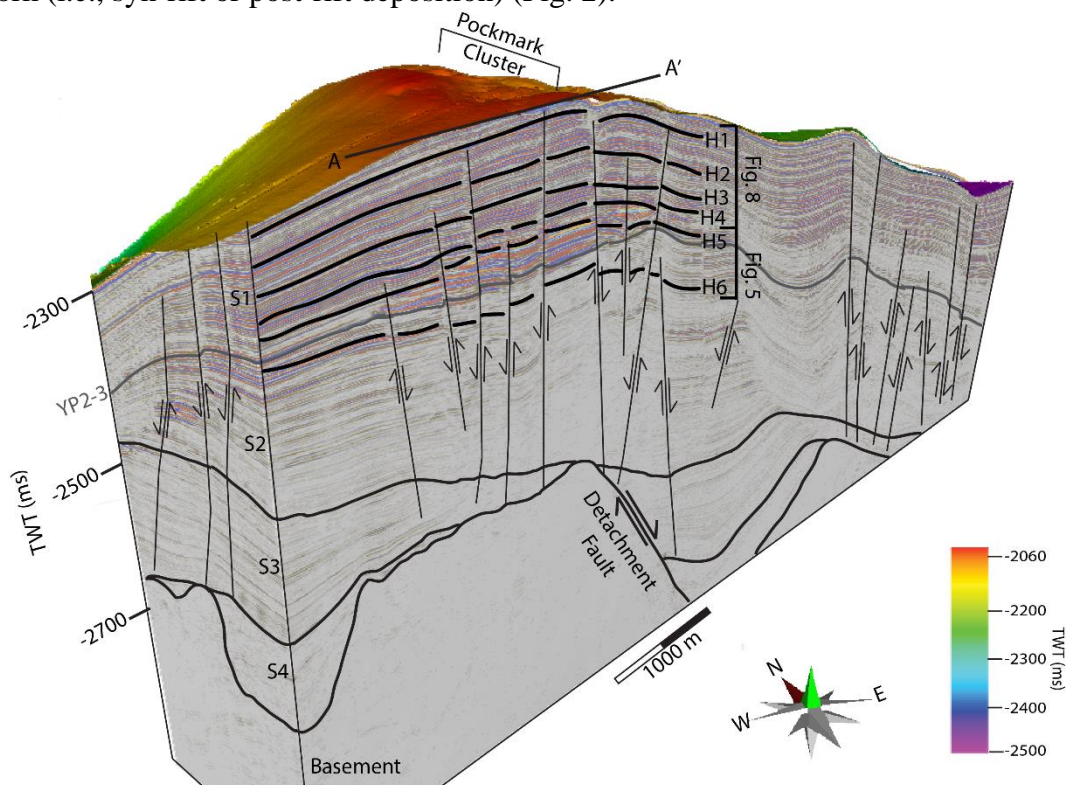 orn (i.e., syn-rift or post-rift deposition) (Fig. 2).
Pockmark
Cluster
A'
A
H1
H2
H3
H4
H5
H6
Fig. 8
Fig. 5
-2300
S1
YP2-3
S2
-2500
TWT (ms)
S3
-2700
S4
Detachment
Fault
1000 m
Basement
N
E
W
-2060
-2200
-2300
-2400
-2500
TWT (ms)